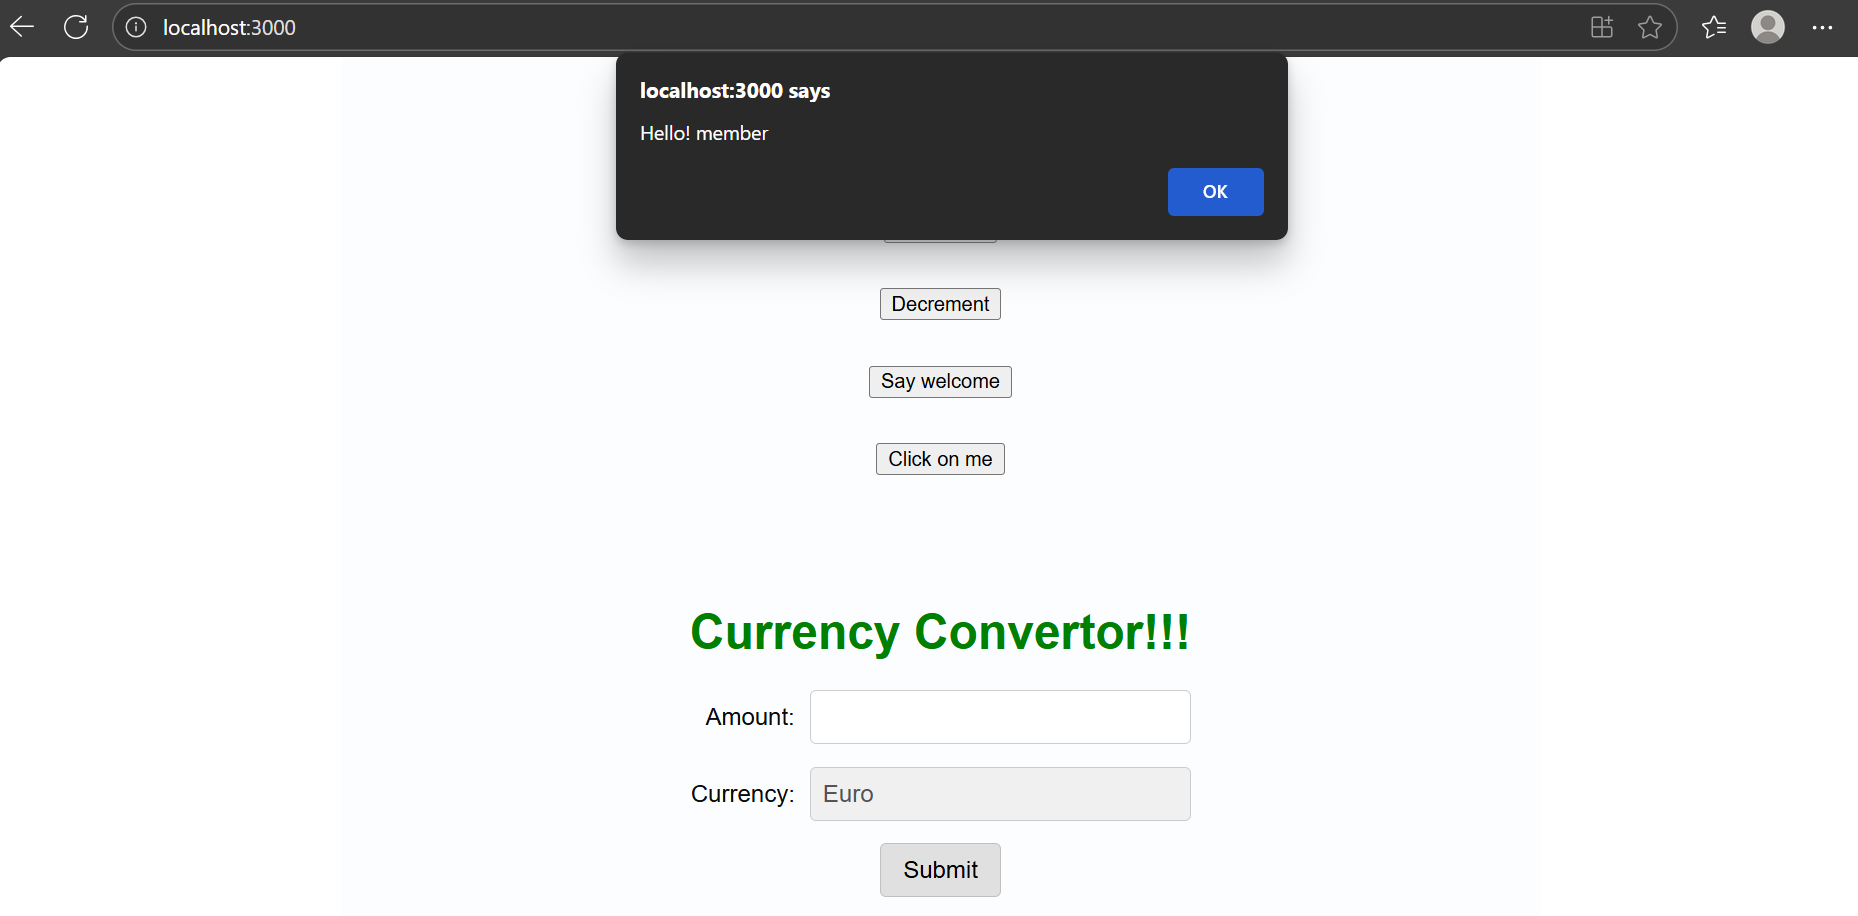 localhost:3000
localhost:3000 says
Hello! member
OK
Decrement
Say welcome
Click on me
Currency Convertor!!!
Amount:
Currency: Euro
Submit